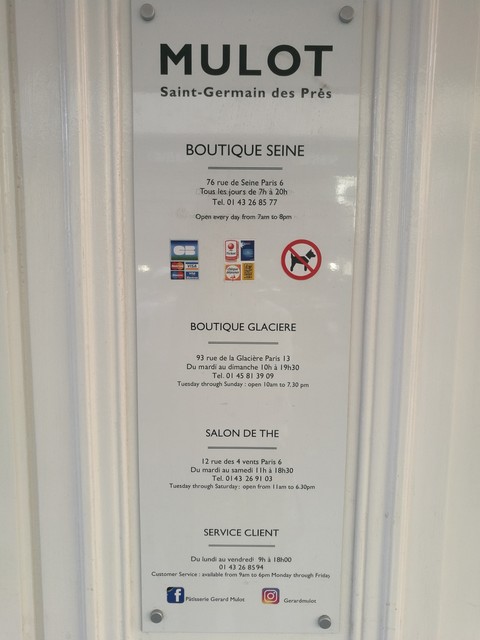 MULOT
Saint-Germain des Prés
BOUTIQUE SEINE
76 rue de Seine Paris 6
Tous les jours de 7h à 20h
Tel. 01 43 26 85 77
Open every day from 7am to 8pm
CB
VISA
BOUTIQUE GLACIERE
93 rue de la Glacière Paris 13
Du mardi au dimanche 10h à 19h30
Tel. 01 45 81 39 09
Tuesday through Sunday : open 10am to 7.30 pm
SALON DE THE
12 rue des 4 vents Paris 6
Du mardi au samedi 11h à 18h30
Tel. 0143 26 91 03
Tuesday through Saturday : open from 11am to 6.30pm
SERVICE CLIENT
Du lundi au vendredi 9h à 18h00
01 43 26 8594
Customer Service : available from 9am to 6pm Monday through Friday
f Pâtisserie Gerard Mulot
Gerardmulot